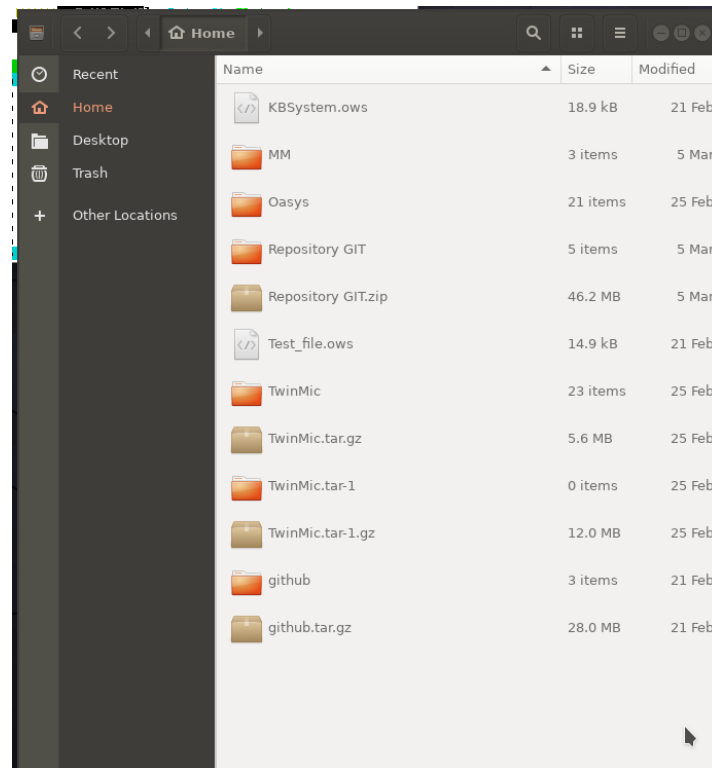 Home
Name Size Modified
Recent
Home
Desktop
Trash
Other Locations
KBSystem.ows 18.9 kB 21 Feb
MM 3 items 5 Mar
Oasys 21 items 25 Feb
Repository GIT 5 items 5 Mar
Repository GIT.zip 46.2 MB 5 Mar
Test_file.ows 14.9 kB 21 Feb
TwinMic 23 items 25 Feb
TwinMic.tar.gz 5.6 MB 25 Feb
TwinMic.tar-1 0 items 25 Feb
TwinMic.tar-1.gz 12.0 MB 25 Feb
github 3 items 21 Feb
github.tar.gz 28.0 MB 21 Feb